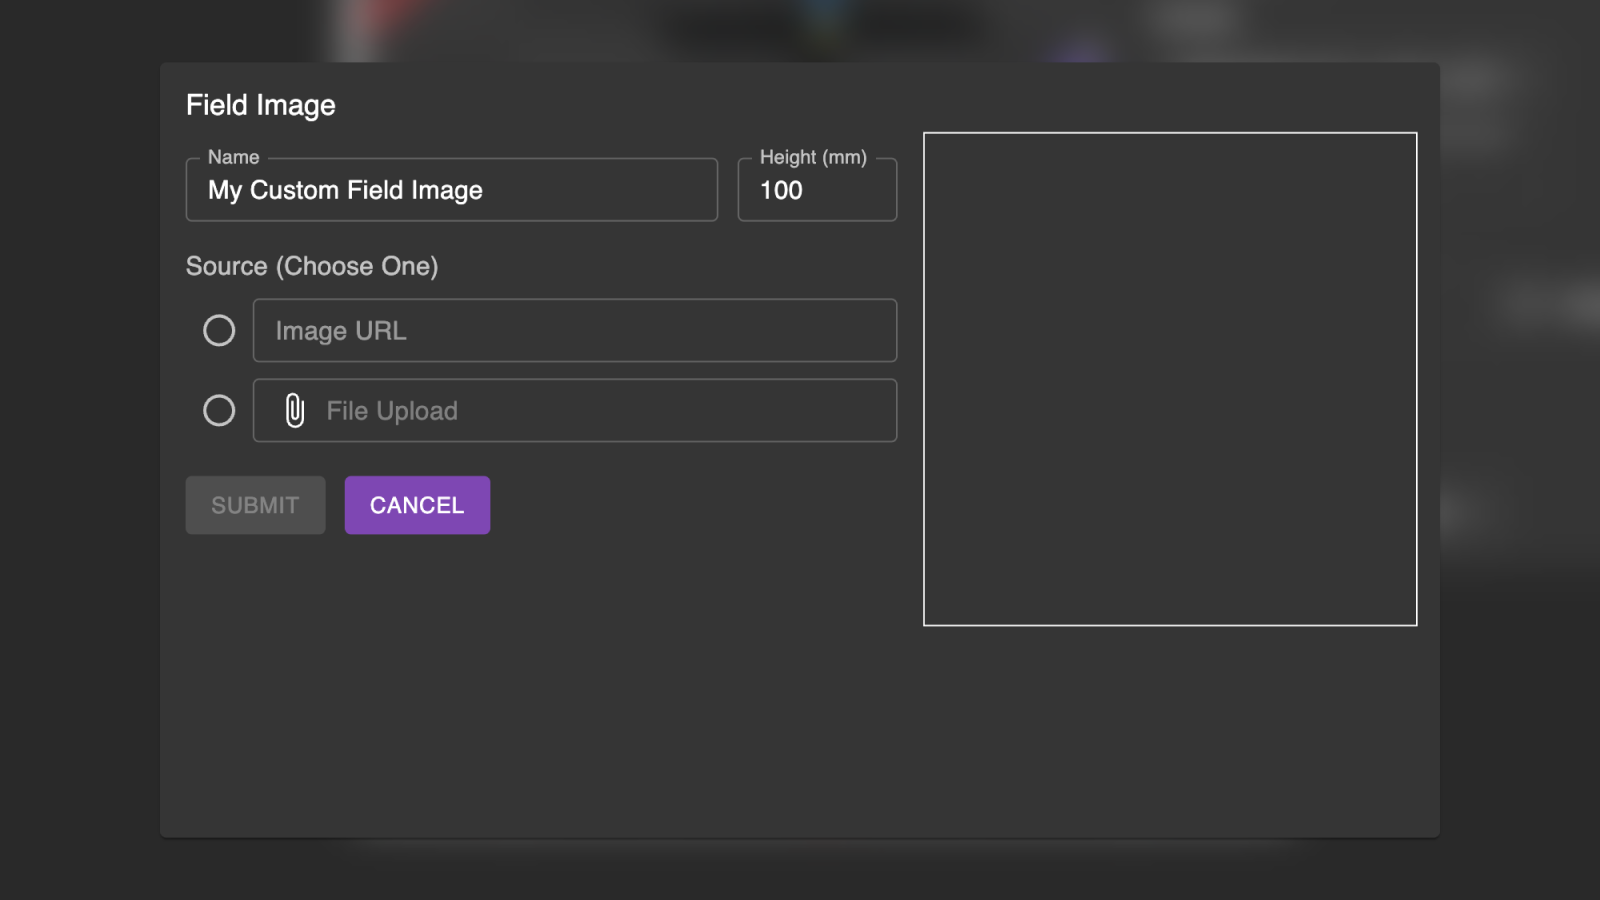 Field Image
Name
My Custom Field Image
Height (mm)
100
Source (Choose One)
Image URL
File Upload
SUBMIT
CANCEL